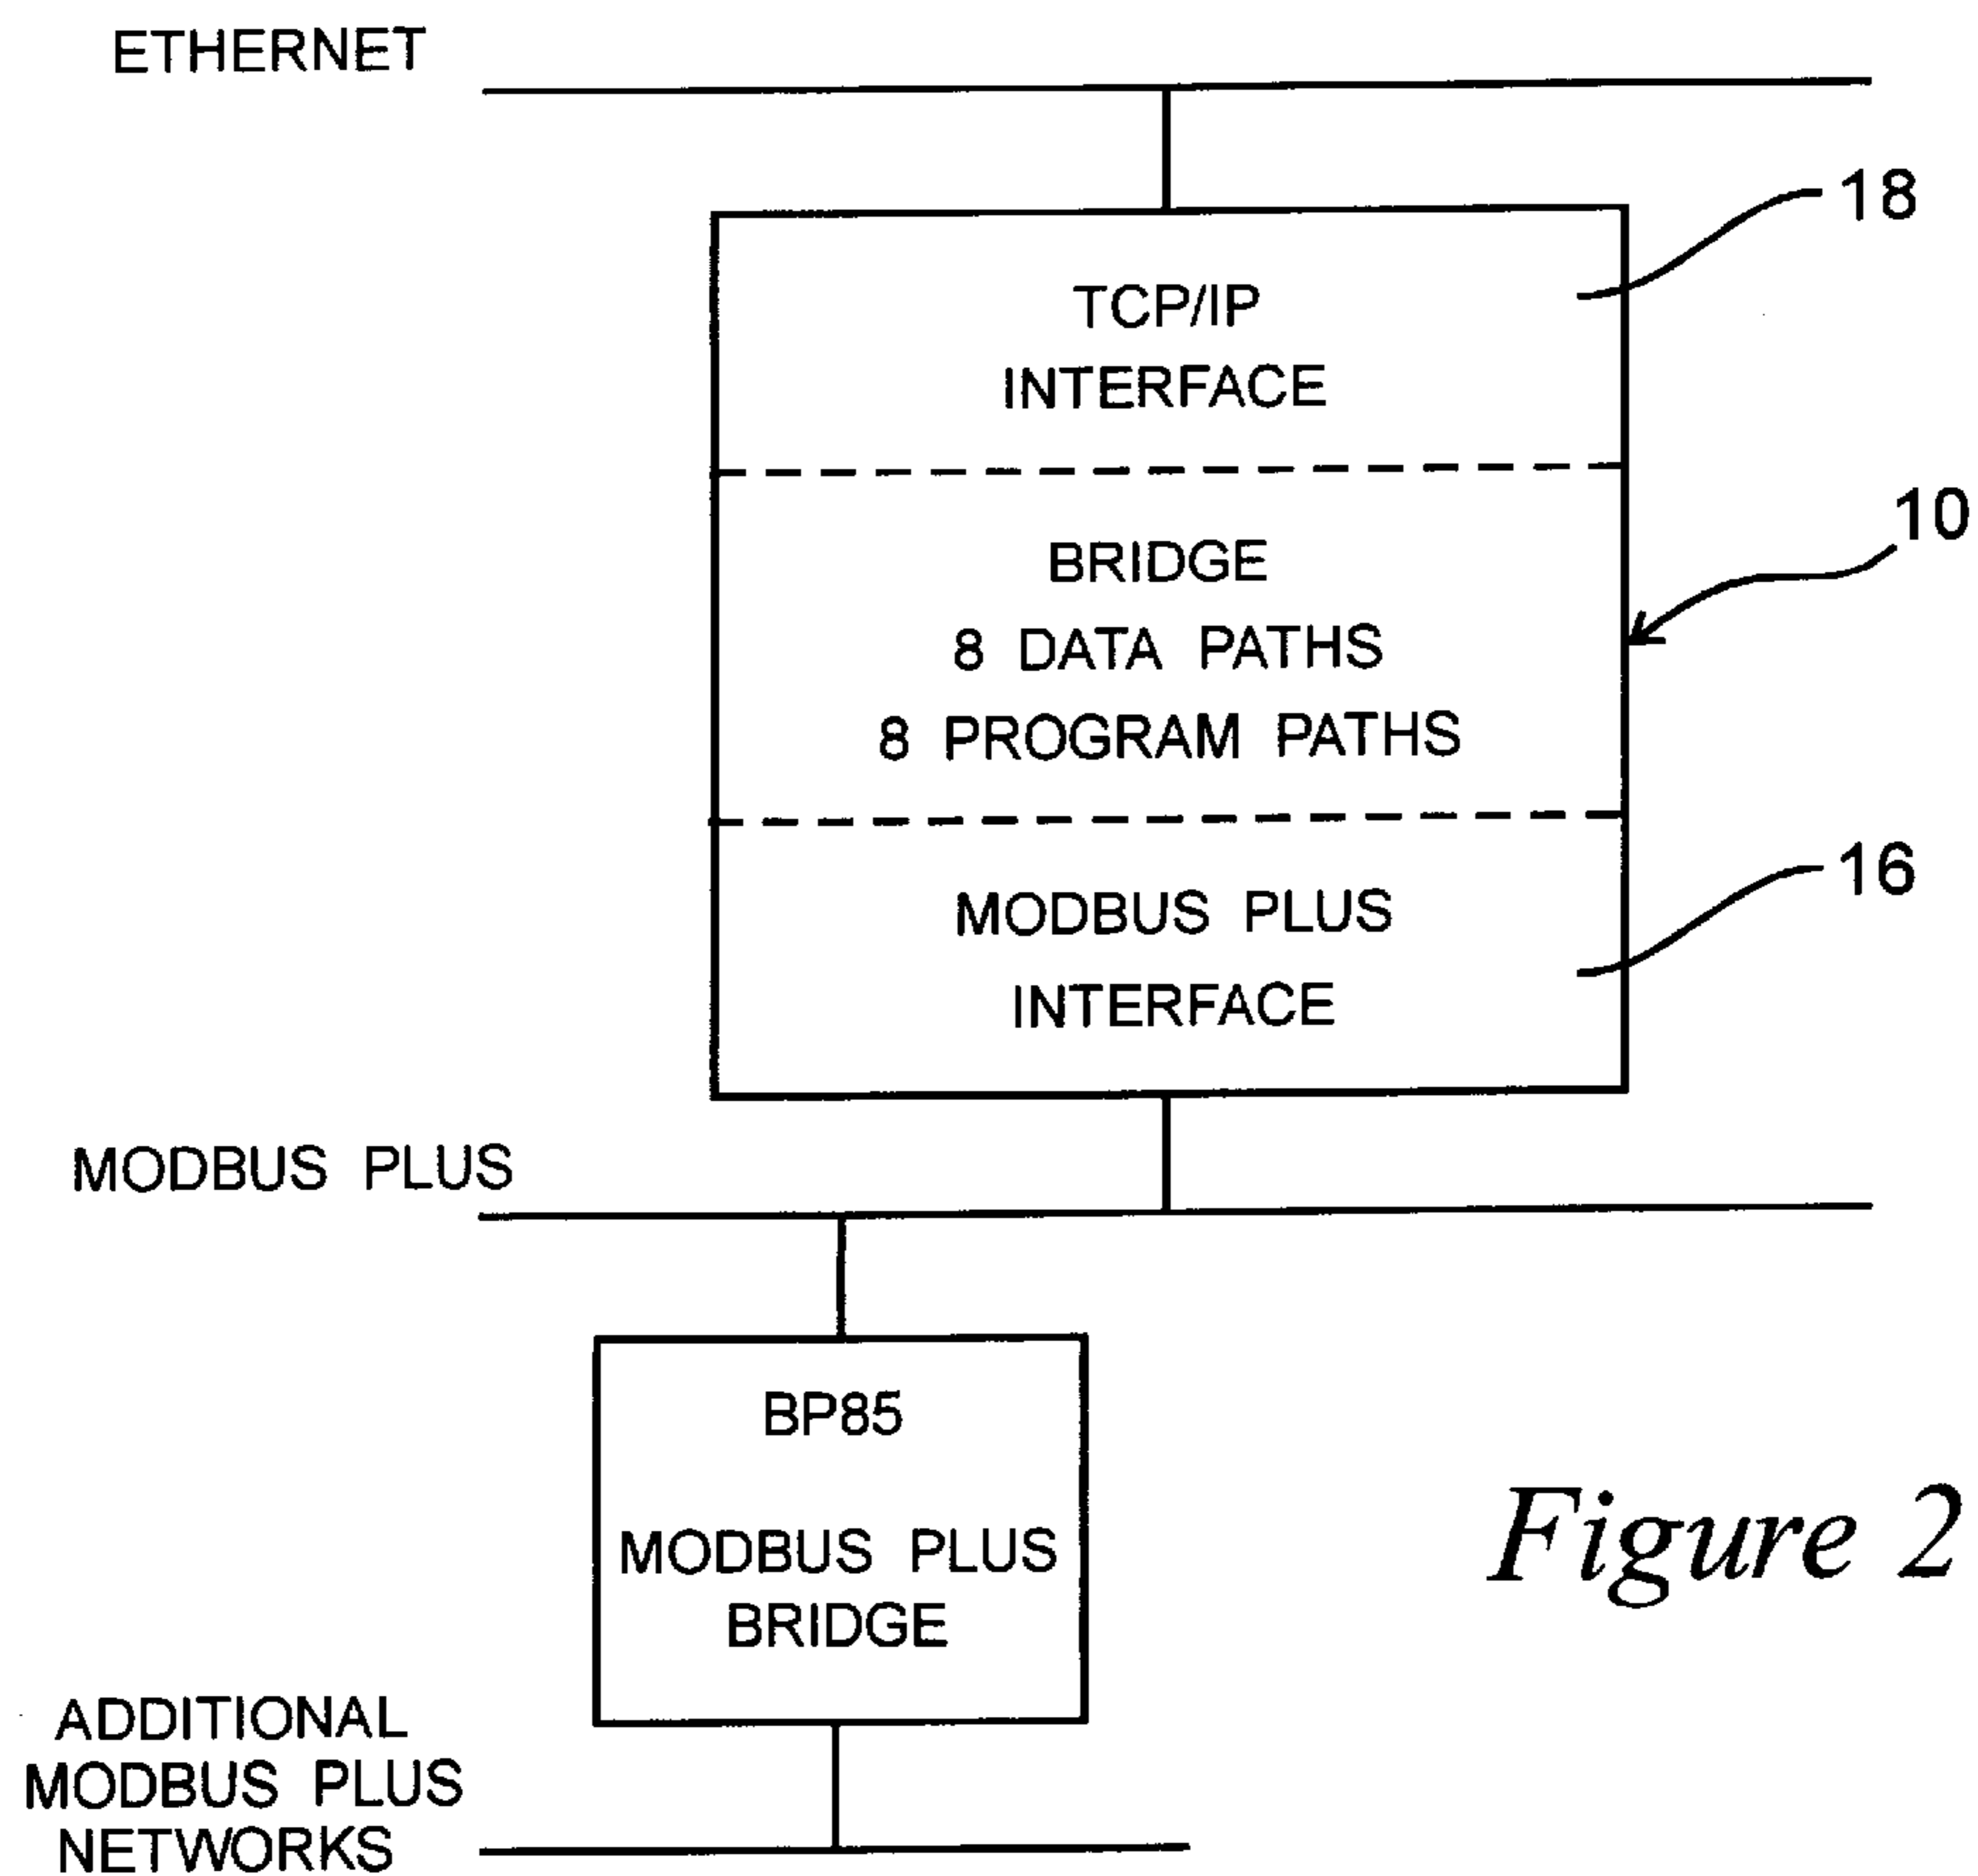 ETHERNET
18
TCP/IP
INTERFACE
10
BRIDGE
8 DATA PATHS
8 PROGRAM PATHS
16
MODBUS PLUS
INTERFACE
MODBUS PLUS
BP85
MODBUS PLUS
BRIDGE
Figure 2
ADDITIONAL
MODBUS PLUS
NETWORKS